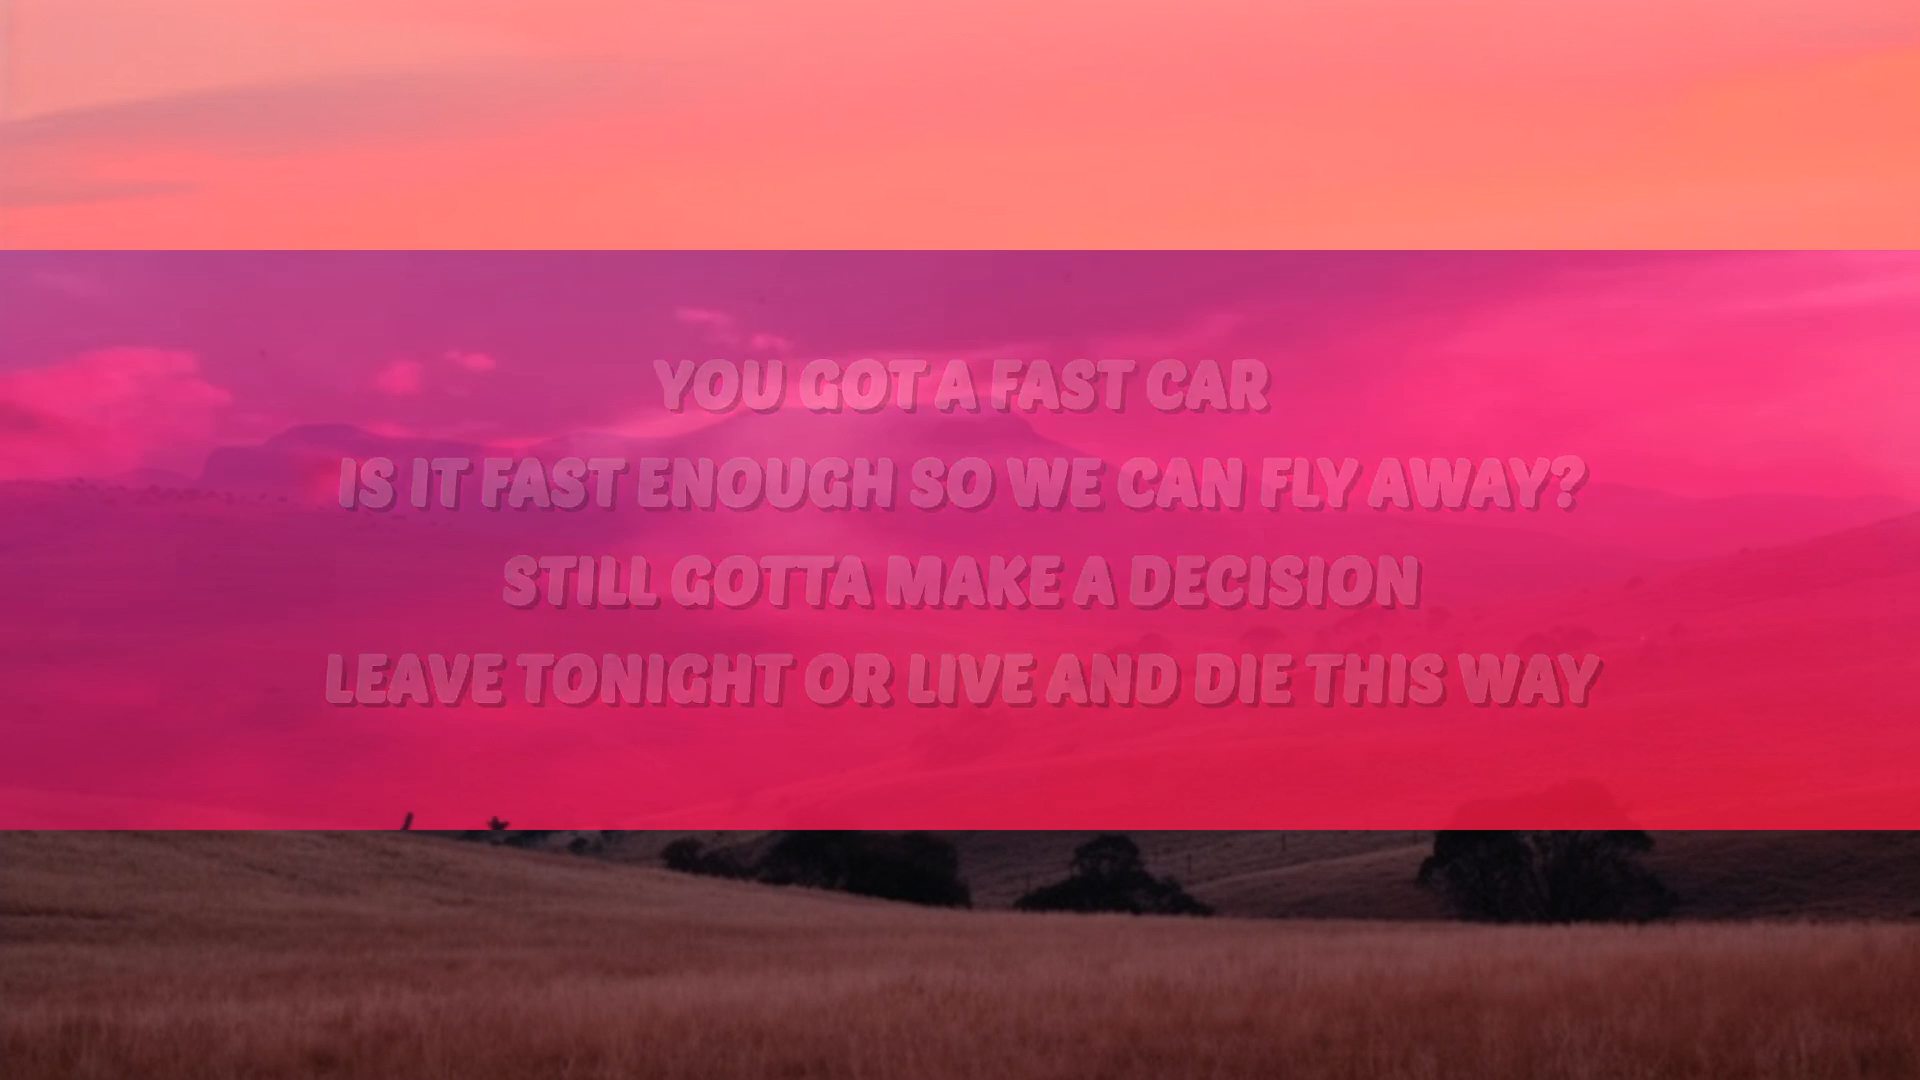 YOU GOT A FAST CAR
IS IT FAST ENOUGH SO WE CAN FLY AWAY?
STILL GOTTA MAKE A DECISION
LEAVE TONIGHT OR LIVE AND DIE THIS WAY